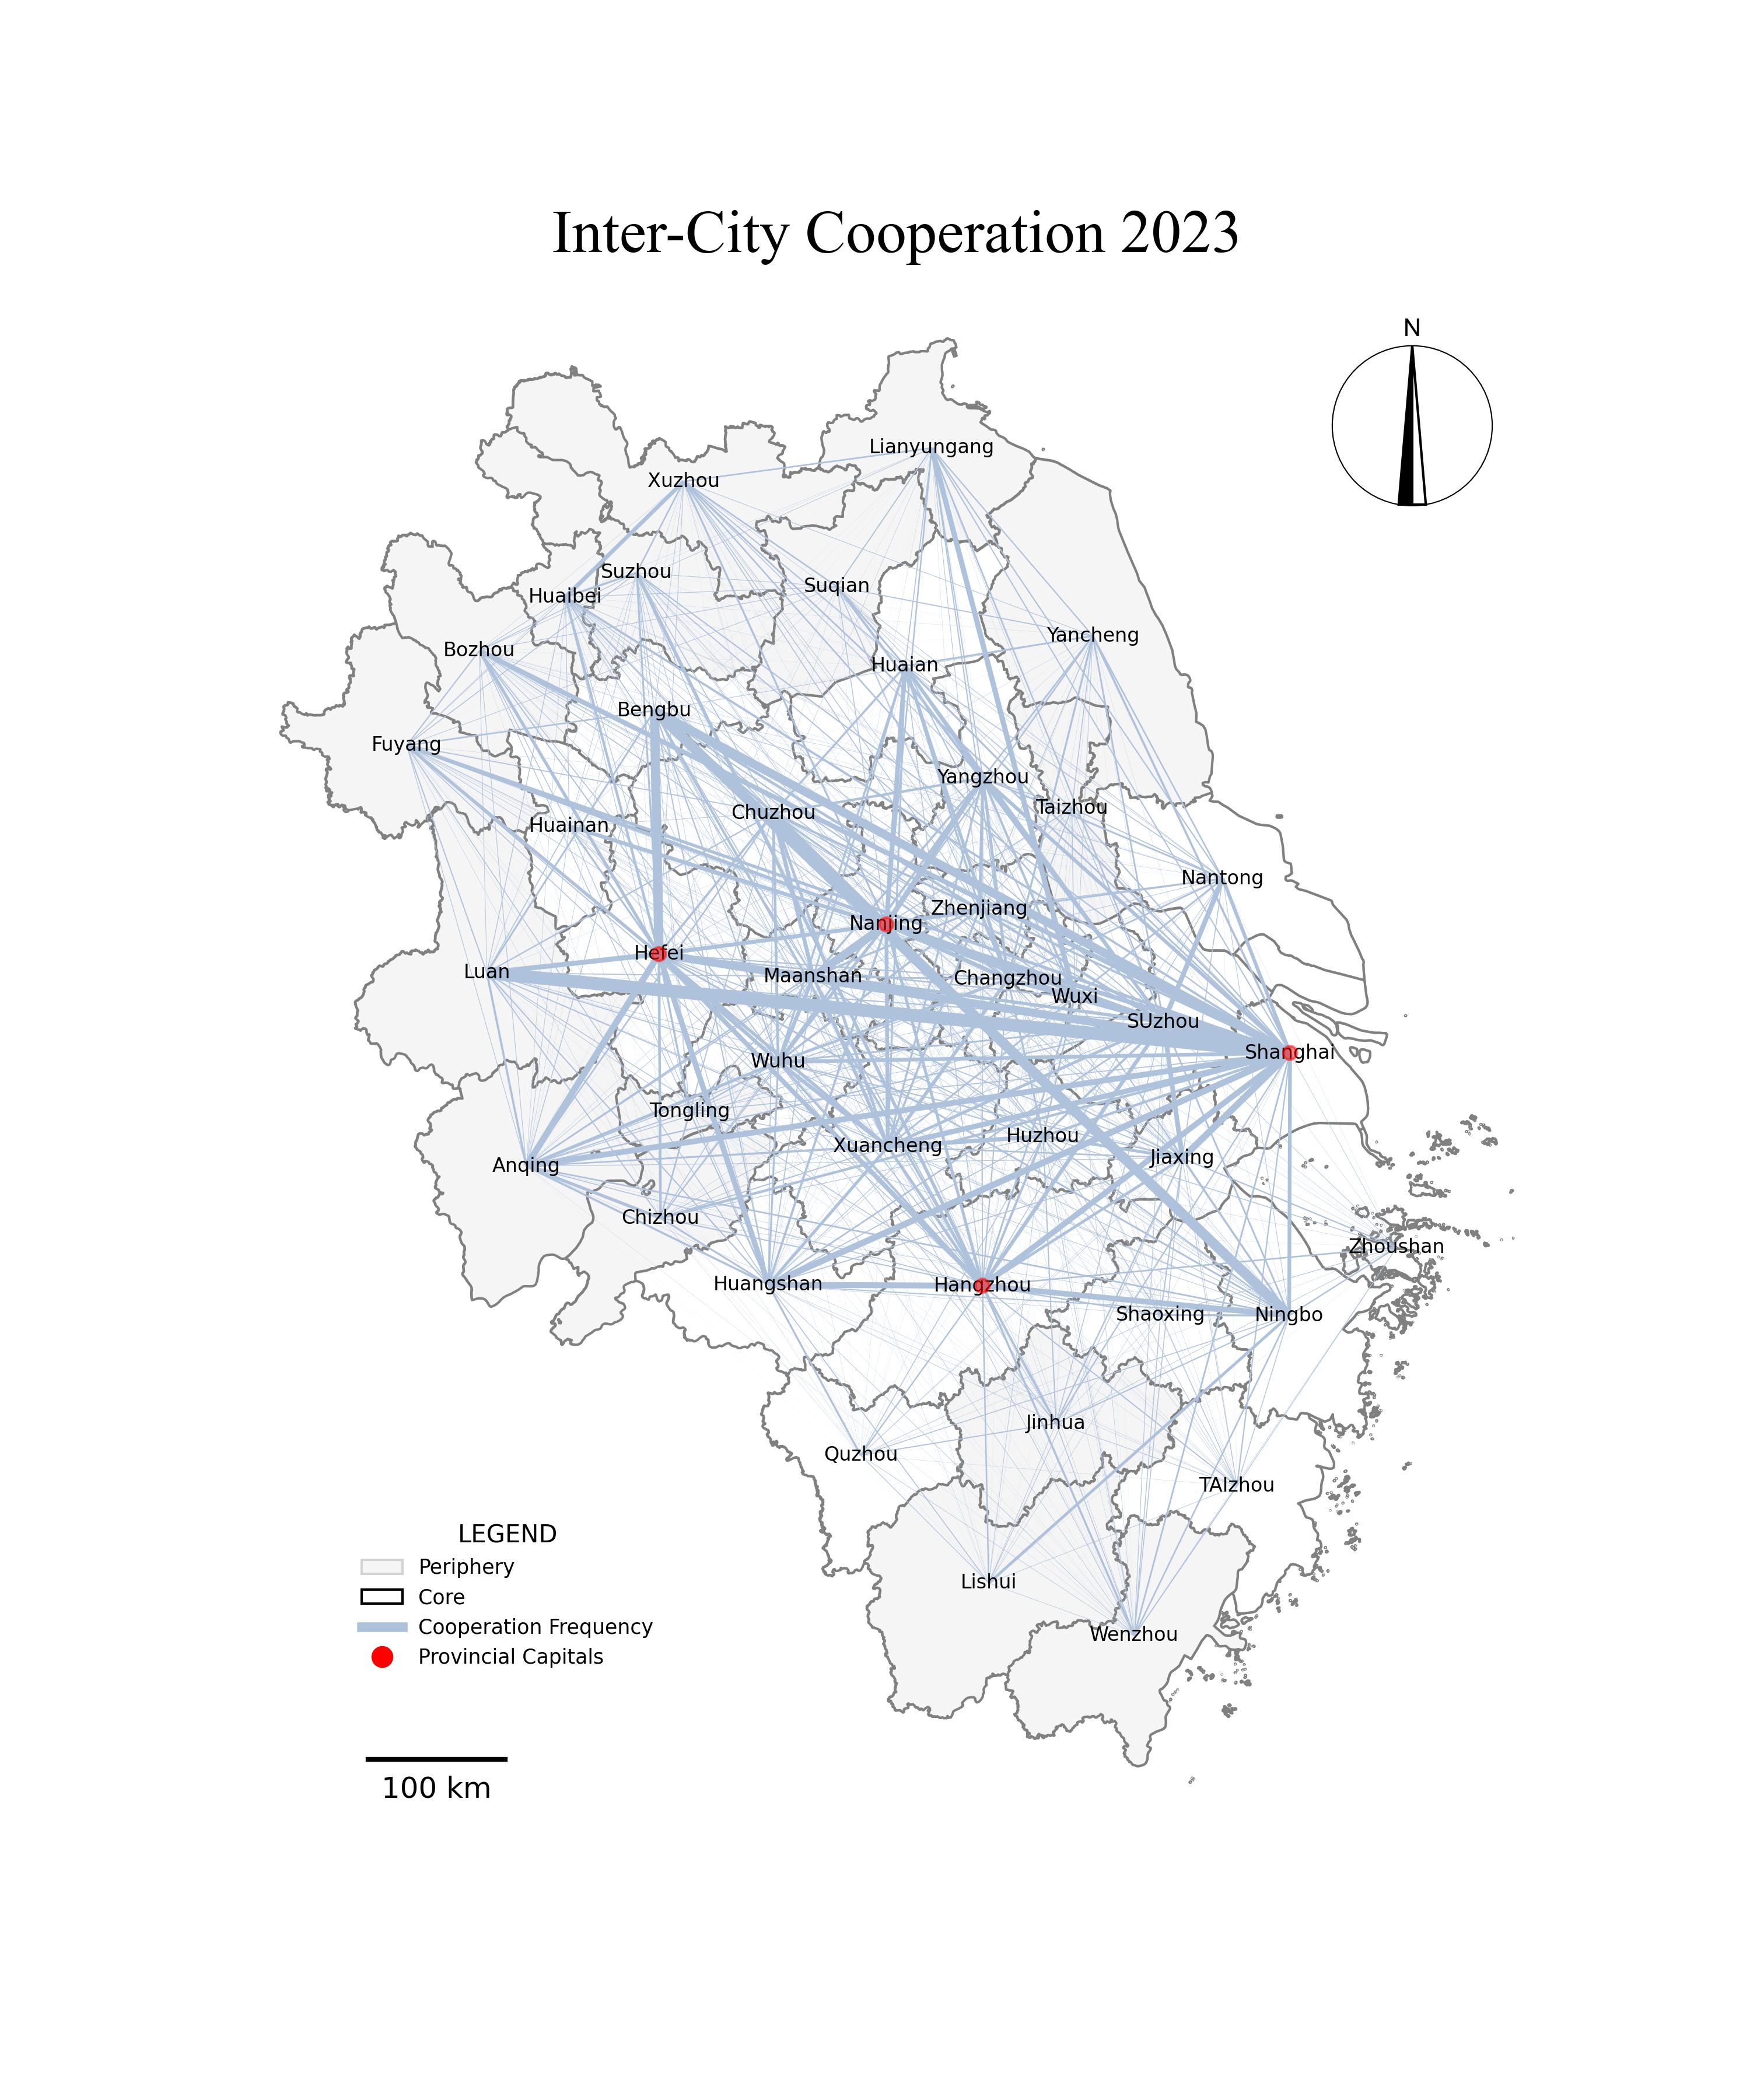 Inter-City Cooperation 2023
N
Lianyungang
Xuzhou
Suzhou
Suqian
Huaibei
Yancheng
Bozhou
Huaian
Bengbu
Fuyang
Yangzhou
Taizhou
Chuzhou
Huainan
Nantong
Zhenjiang
Nanjing
Hefei
Luan
Maanshan
Changzhou
Wuxi
SUzhou
Shanghai
Wuhu
Tongling
Huzhou
Xuancheng
Jiaxing
Anqing
Chizhou
Zhoushan
Huangshan
Hangzhou
Shaoxing
Ningbo
Jinhua
Quzhou
TAIzhou
Lishui
Wenzhou
LEGEND
Periphery
Core
Cooperation Frequency
Provincial Capitals
100 km